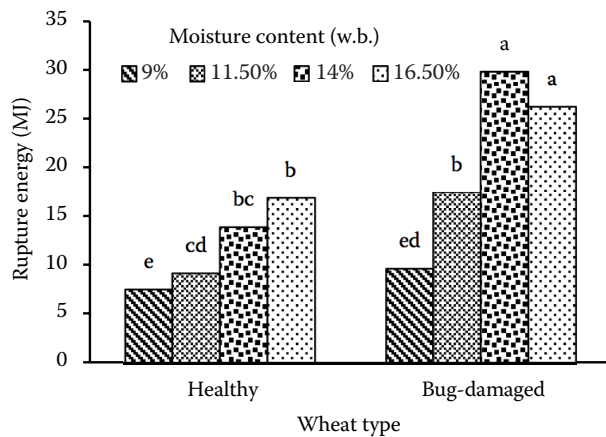 Moisture content (w.b.)
9% 11.50% 14% 16.50%
Rupture energy (MJ)
35
30
25
20
15
10
5
0
e cd bc b ed b a a
Healthy Bug-damaged
Wheat type